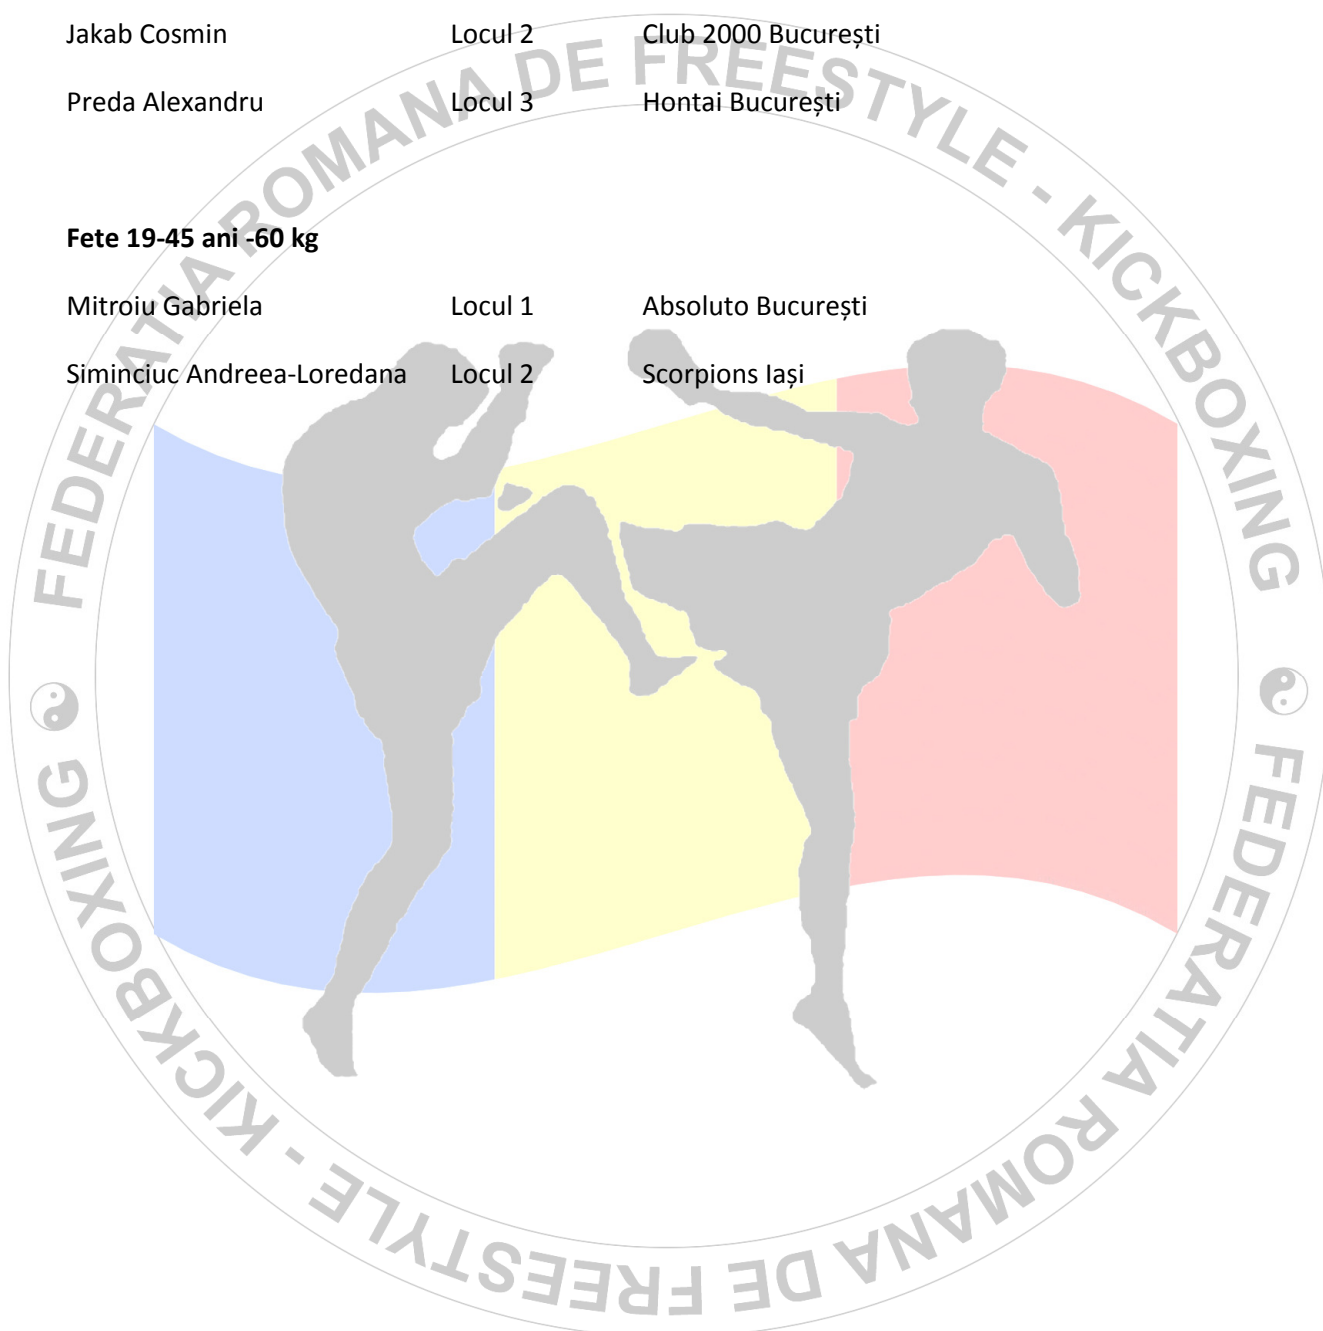 Jakab Cosmin Locul 2 Club 2000 București
Preda Alexandru Locul 3 Hontai București
Fete 19-45 ani -60 kg
Mitroiu Gabriela Locul 1 Absoluto București
Siminciuc Andreea-Loredana Locul 2 Scorpions Iași
FEDERATIA ROMANA DE FREESTYLE - KICKBOXING
FEDERATIA ROMANA DE FREESTYLE - KICKBOXING